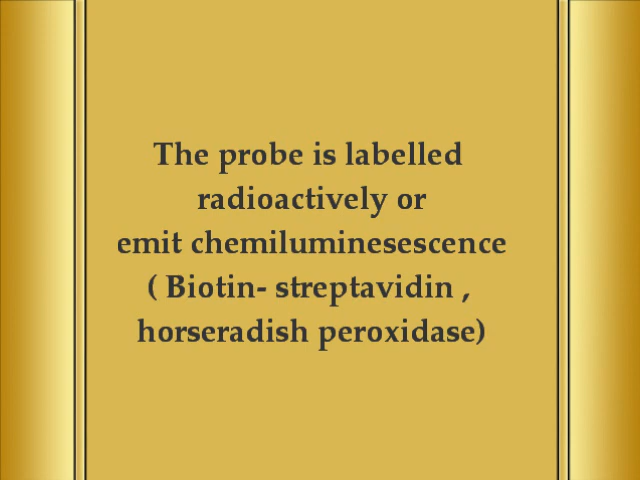 The probe is labelled
radioactively or
emit chemiluminesescence
( Biotin- streptavidin ,
horseradish peroxidase)